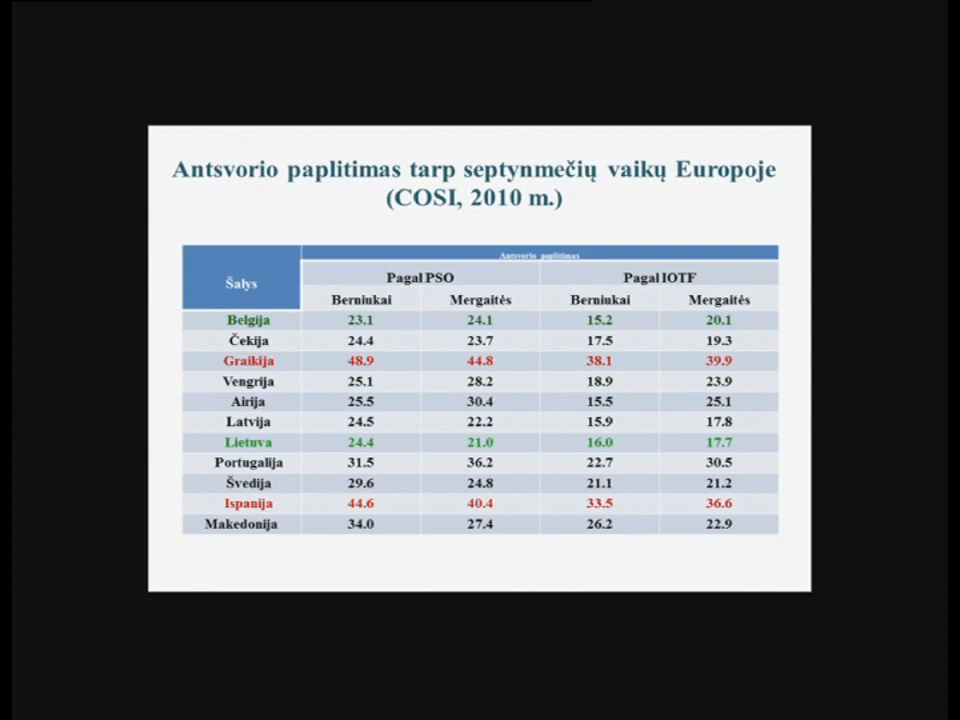 Antsvorio paplitimas tarp septynmečių vaikų Europoje
(COSI, 2010 m.)
Šalys Antsvorio paplitimas
Pagal PSO Pagal IOTF
Berniukai Mergaitės Berniukai Mergaitės
Belgija 23.1 24.1 15.2 20.1
Čekija 24.4 23.7 17.5 19.3
Graikija 48.9 44.8 38.1 39.9
Vengrija 25.1 28.2 18.9 23.9
Airija 25.5 30.4 15.5 25.1
Latvija 24.5 22.2 15.9 17.8
Lietuva 24.4 21.0 16.0 17.7
Portugalija 31.5 36.2 22.7 30.5
Švedija 29.6 24.8 21.1 21.2
Ispanija 44.6 40.4 33.5 36.6
Makedonija 34.0 27.4 26.2 22.9